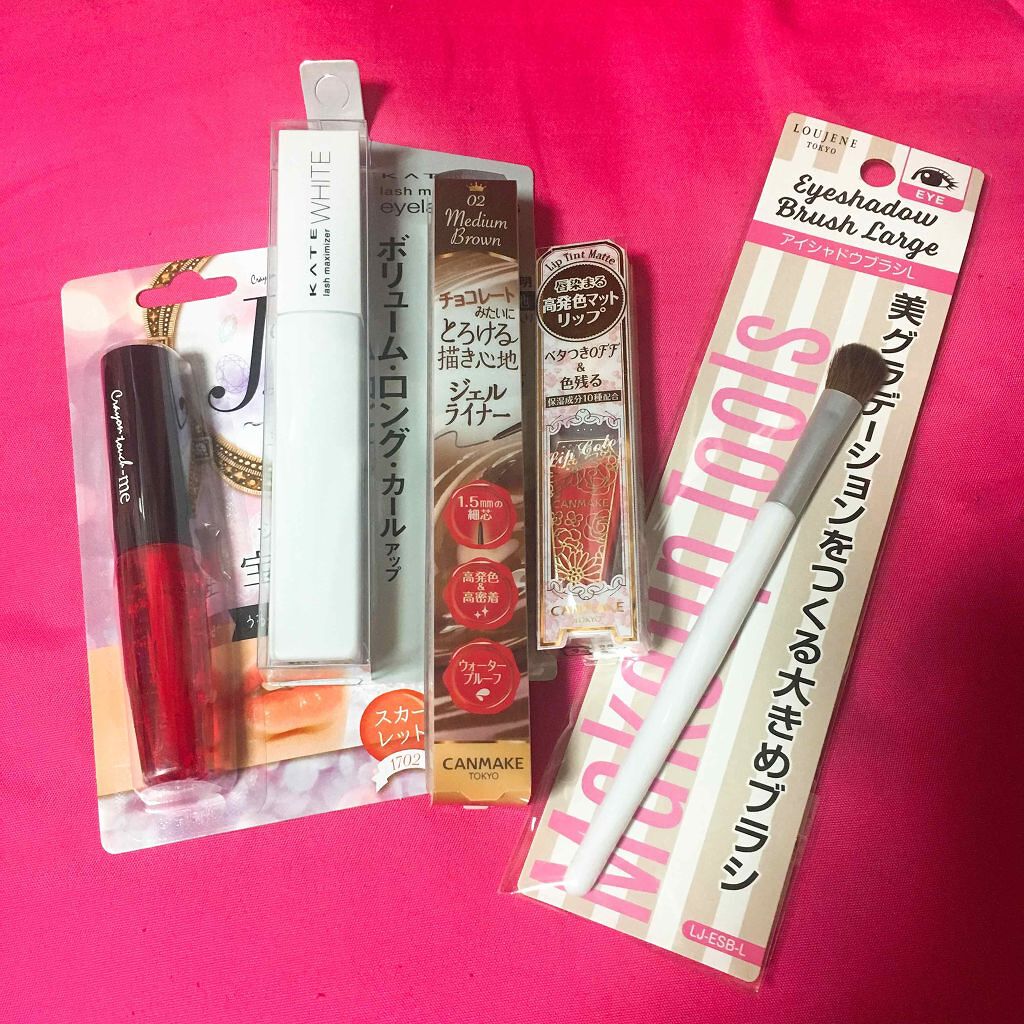 Crayon touch-me
スカー
レット
1702
KATE WHITE
lash maximizer
KATE
lash m
eyela
ボリューム・ロング・カール
アップ
02
Medium
Brown
チョコレート
みたいに
とろける
描き心地
ジェル
ライナー
1.5mmの
細芯
高発色
&
高密着
ウォーター
プルーフ
CANMAKE
TOKYO
Lip Tint Matte
唇染まる
高発色マット
リップ
ベタつきOFF
&
色残る
保湿成分10種配合
CANMAKE
CANMAKE
TOKYO
LOUJENE
TOKYO
EYE
Eyeshadow
Brush Large
アイシャドウブラシL
美グラデーションをつくる大きめブラシ
Makeup Tools
LJ-ESB-L